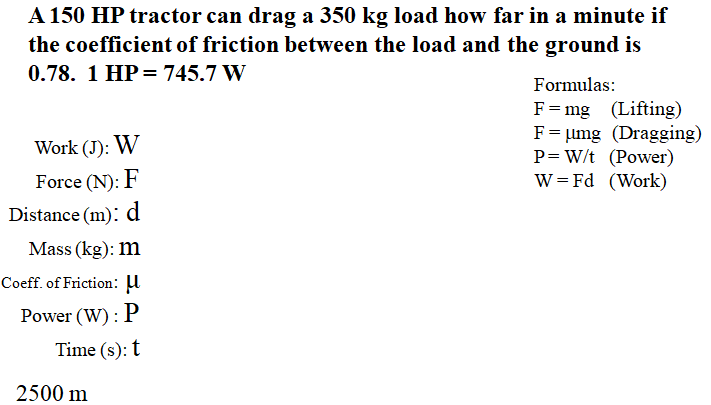 A 150 HP tractor can drag a 350 kg load how far in a minute if
the coefficient of friction between the load and the ground is
0.78. 1 HP = 745.7 W
Formulas:
F = mg (Lifting)
F = μmg (Dragging)
P= W/t (Power)
W = Fd (Work)
Work (J): W
Force (N): F
Distance (m): d
Mass (kg): m
Coeff. of Friction: μ
Power (W) : P
Time (s): t
2500 m